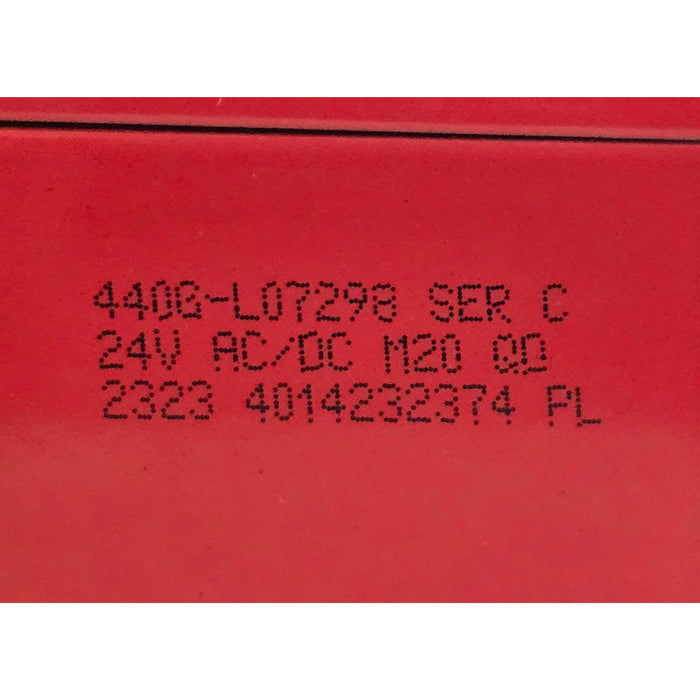 440G-L07298 SER C
24V AC/DC M20 QD
2323 4014232374 PL